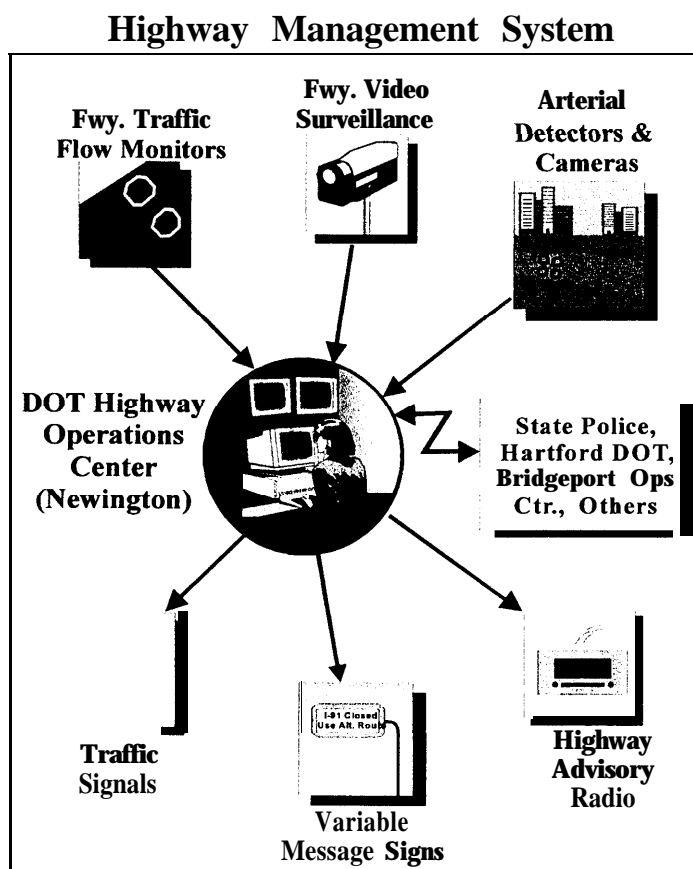 Highway Management System
Fwy. Traffic
Flow Monitors
Fwy. Video
Surveillance
Arterial
Detectors &
Cameras
DOT Highway
Operations
Center
(Newington)
State Police,
Hartford DOT,
Bridgeport Ops
Ctr., Others
Traffic
Signals
I-91 Closed
Use Alt. Route
Variable
Message Signs
Highway
Advisory
Radio